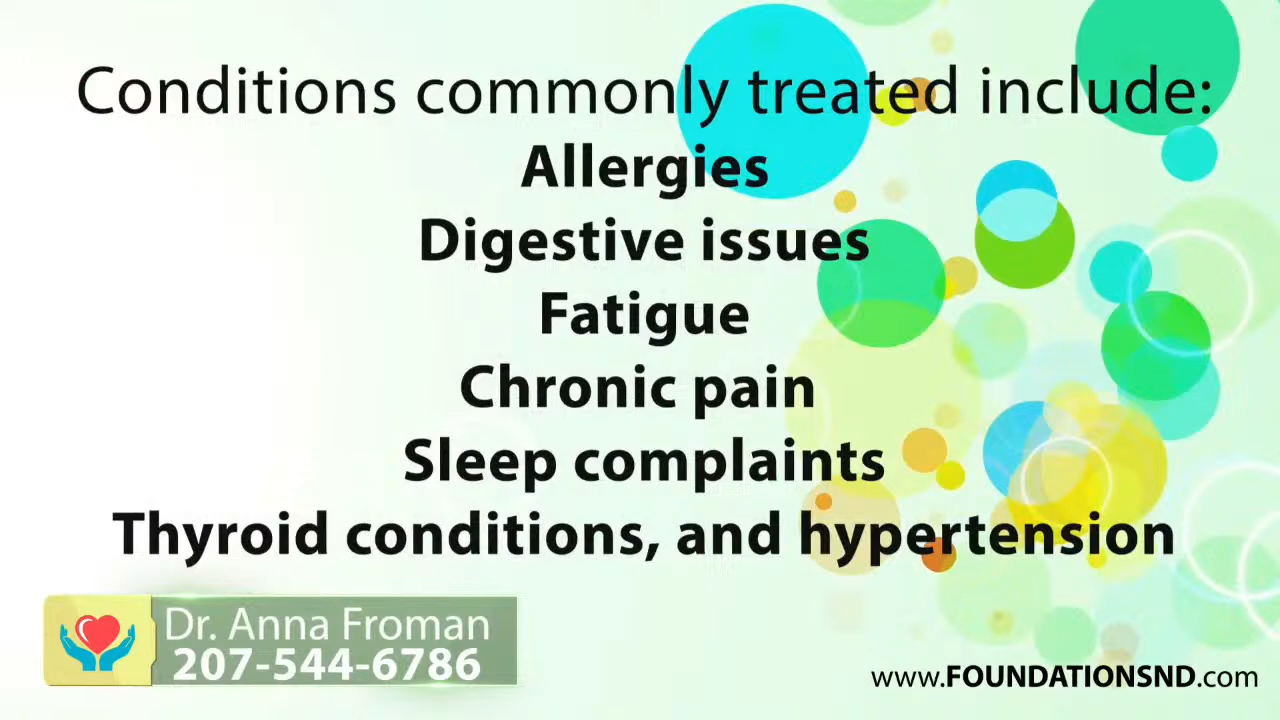 Conditions commonly treated include:
Allergies
Digestive issues
Fatigue
Chronic pain
Sleep complaints
Thyroid conditions, and hypertension
Dr. Anna Froman
207-544-6786
www.FOUNDATIONSND.com